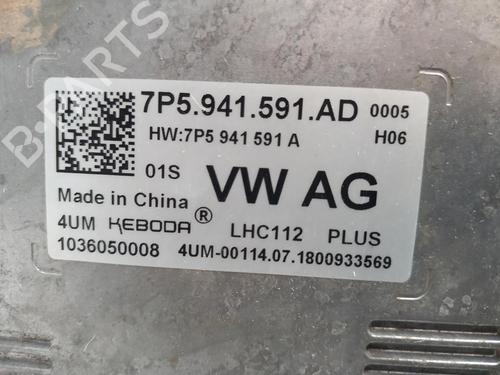 B-PARTS
7P5.941.591.AD 0005
HW:7P5 941 591 A H06
01S VW AG
Made in China
4UM KEBODA® LHC112 PLUS
1036050008 4UM-00114.07.1800933569